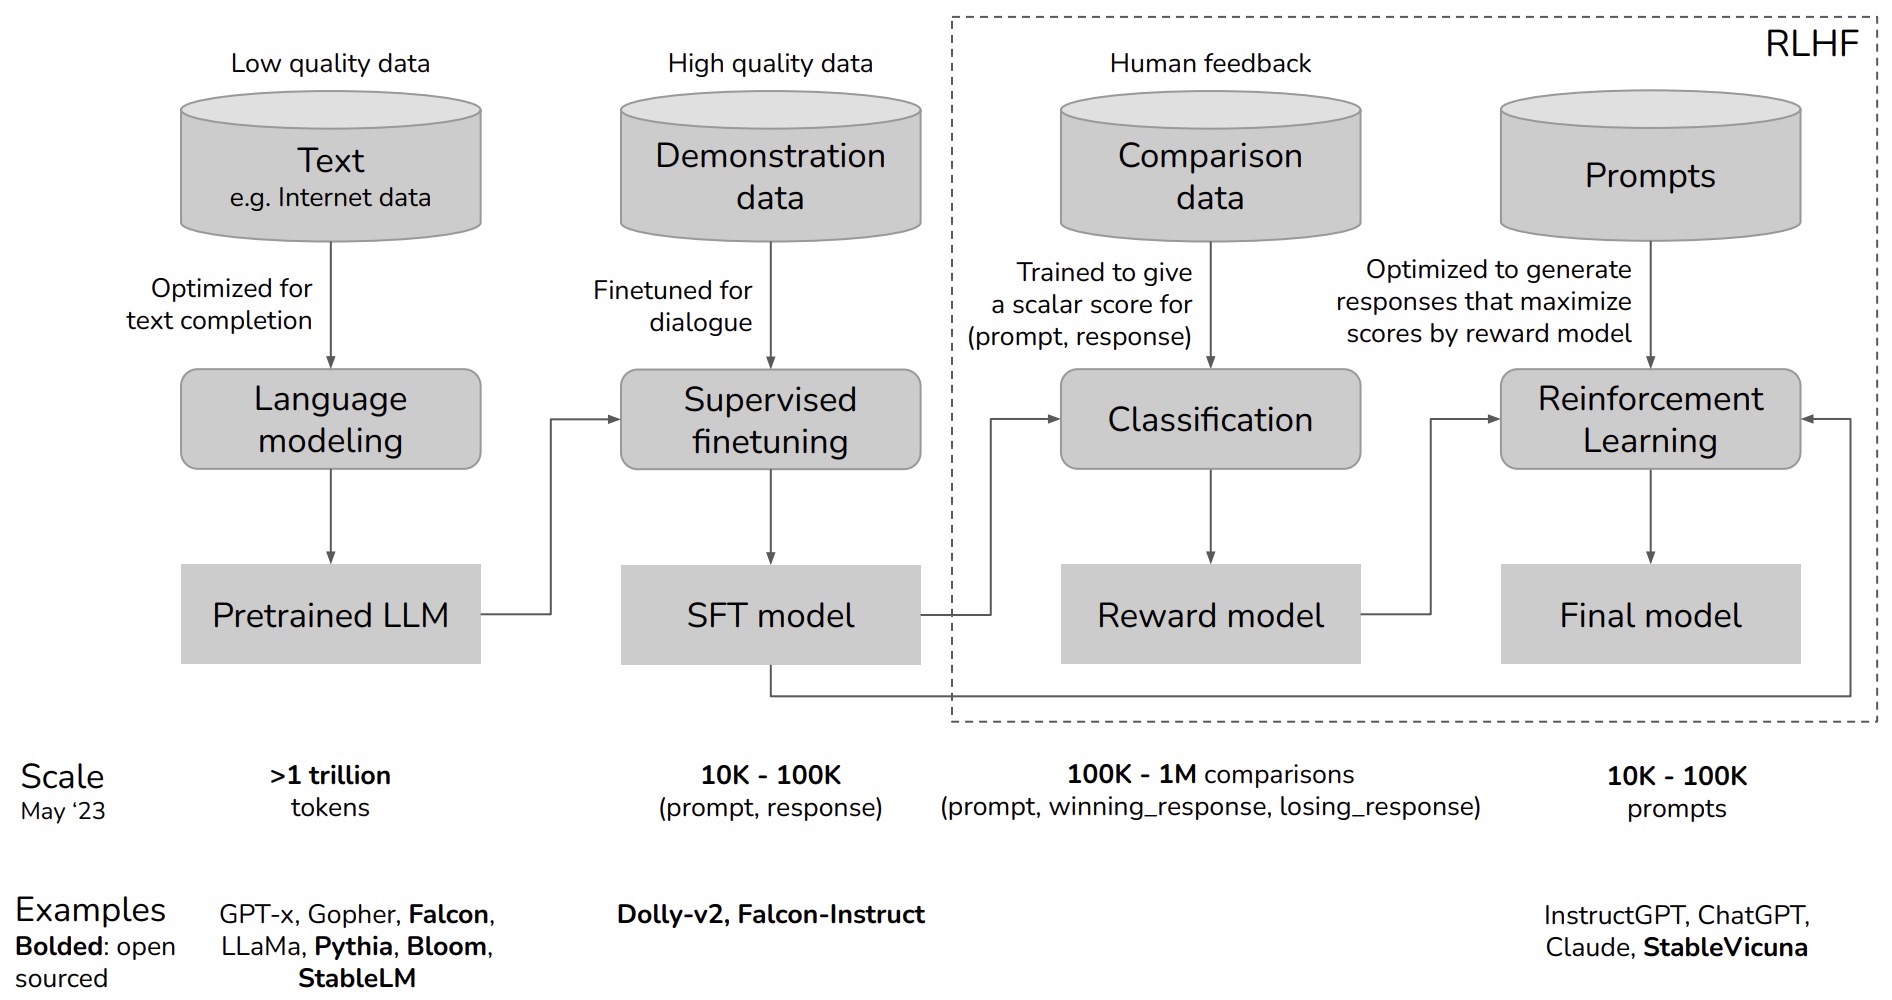 RLHF
Low quality data
High quality data
Human feedback
Text
e.g. Internet data
Demonstration
data
Comparison
data
Prompts
Optimized for
text completion
Finetuned for
dialogue
Trained to give
a scalar score for
(prompt, response)
Optimized to generate
responses that maximize
scores by reward model
Language
modeling
Supervised
finetuning
Classification
Reinforcement
Learning
Pretrained LLM
SFT model
Reward model
Final model
Scale
May ‘23
>1 trillion
tokens
10K - 100K
(prompt, response)
100K - 1M comparisons
(prompt, winning_response, losing_response)
10K - 100K
prompts
Examples
Bolded: open
sourced
GPT-x, Gopher, Falcon,
LLaMa, Pythia, Bloom,
StableLM
Dolly-v2, Falcon-Instruct
InstructGPT, ChatGPT,
Claude, StableVicuna